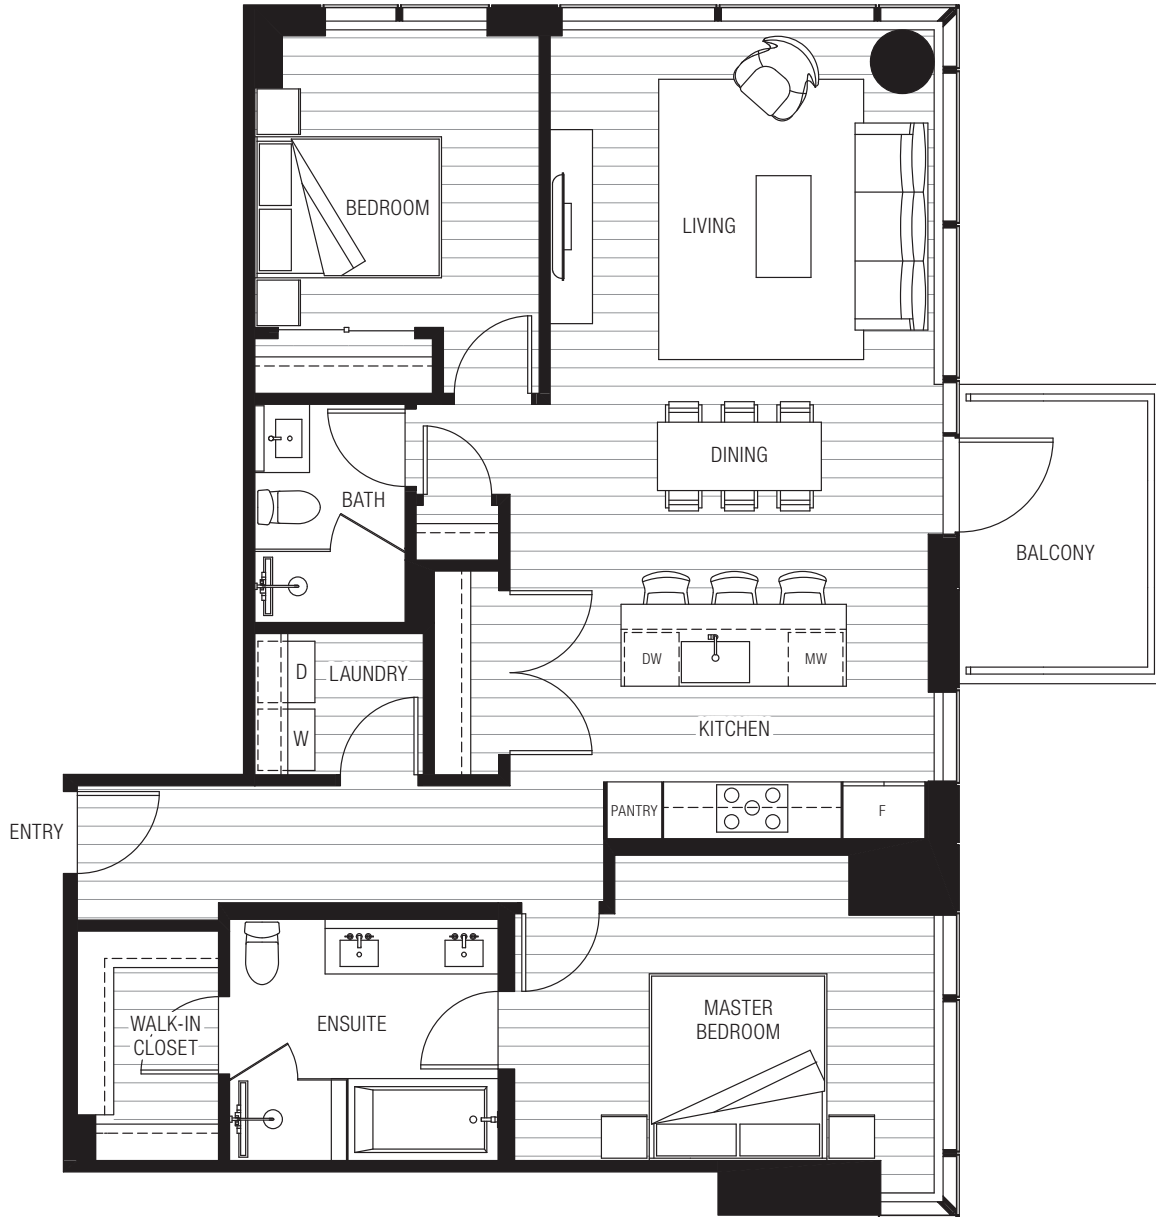 BEDROOM
LIVING
DINING
BATH
BALCONY
DW
MW
D
LAUNDRY
W
KITCHEN
PANTRY
F
ENTRY
MASTER
BEDROOM
WALK-IN
CLOSET
ENSUITE